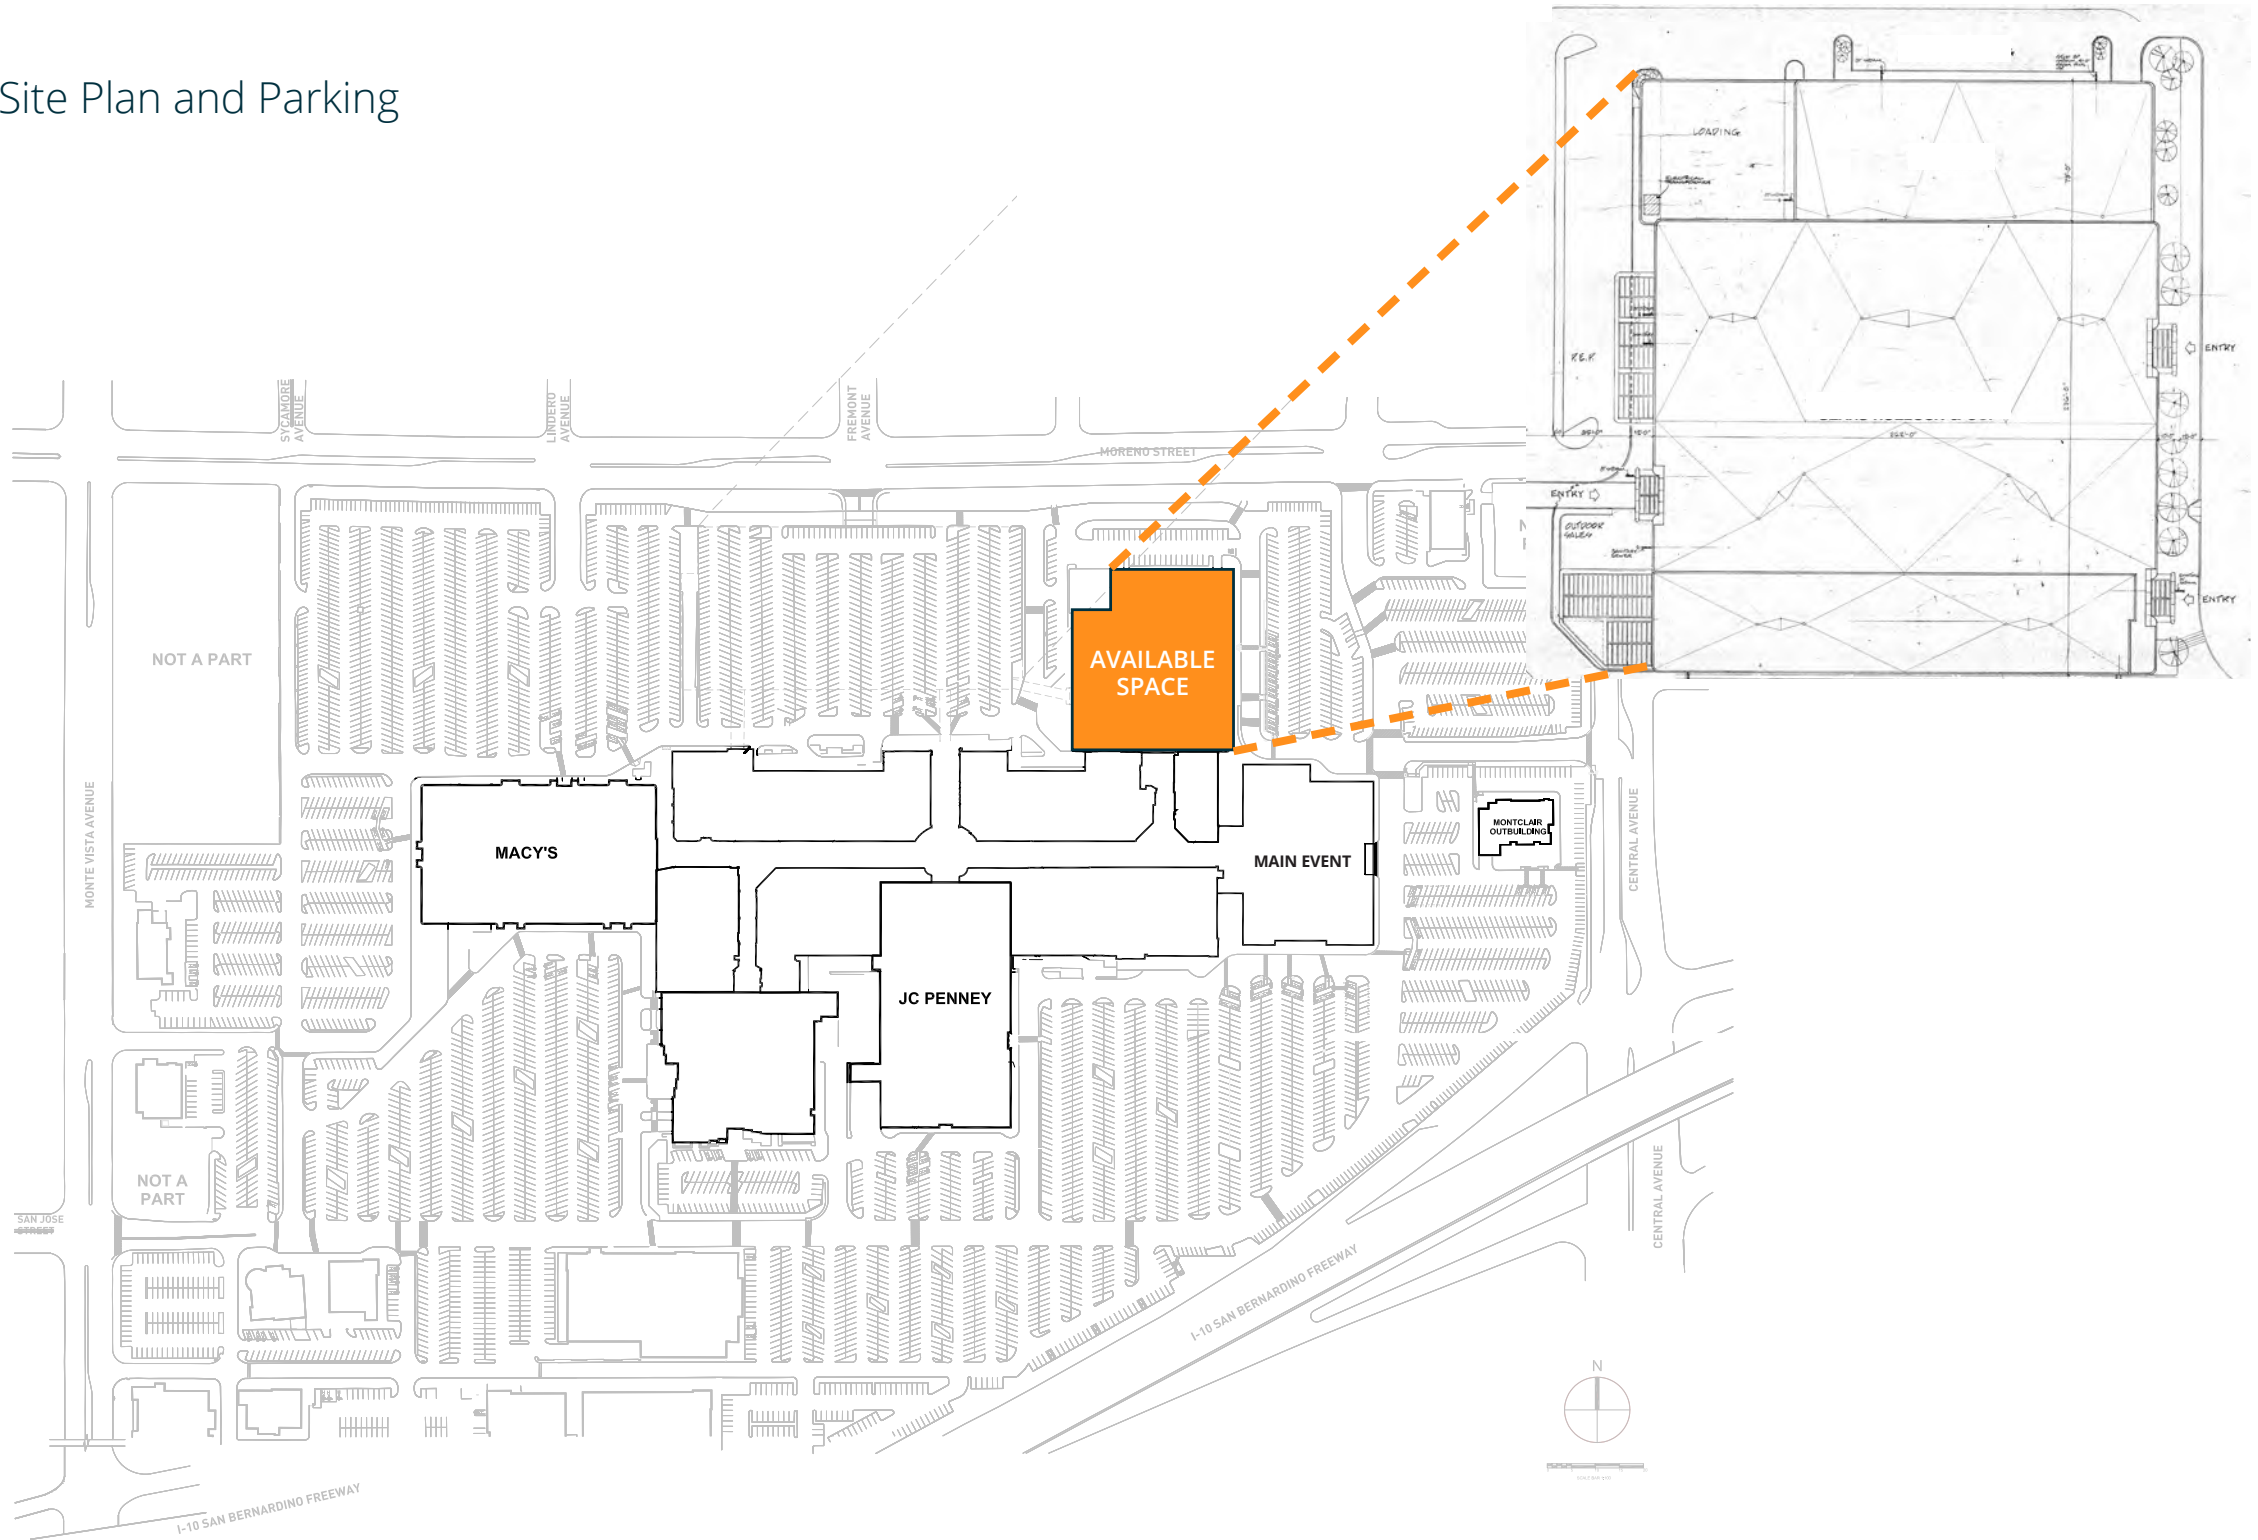 Site Plan and Parking
LOADING
P.E.P.
ENTRY
ENTRY
OUTDOOR
SALES
ENTRY
SYCAMORE
AVENUE
LINDERO
AVENUE
FREMONT
AVENUE
MORENO STREET
NOT A PART
AVAILABLE
SPACE
MONTE VISTA AVENUE
MACY'S
MAIN EVENT
MONTCLAIR
OUTBUILDING
CENTRAL AVENUE
JC PENNEY
NOT A
PART
SAN JOSE
STREET
CENTRAL AVENUE
I-10 SAN BERNARDINO FREEWAY
N
I-10 SAN BERNARDINO FREEWAY